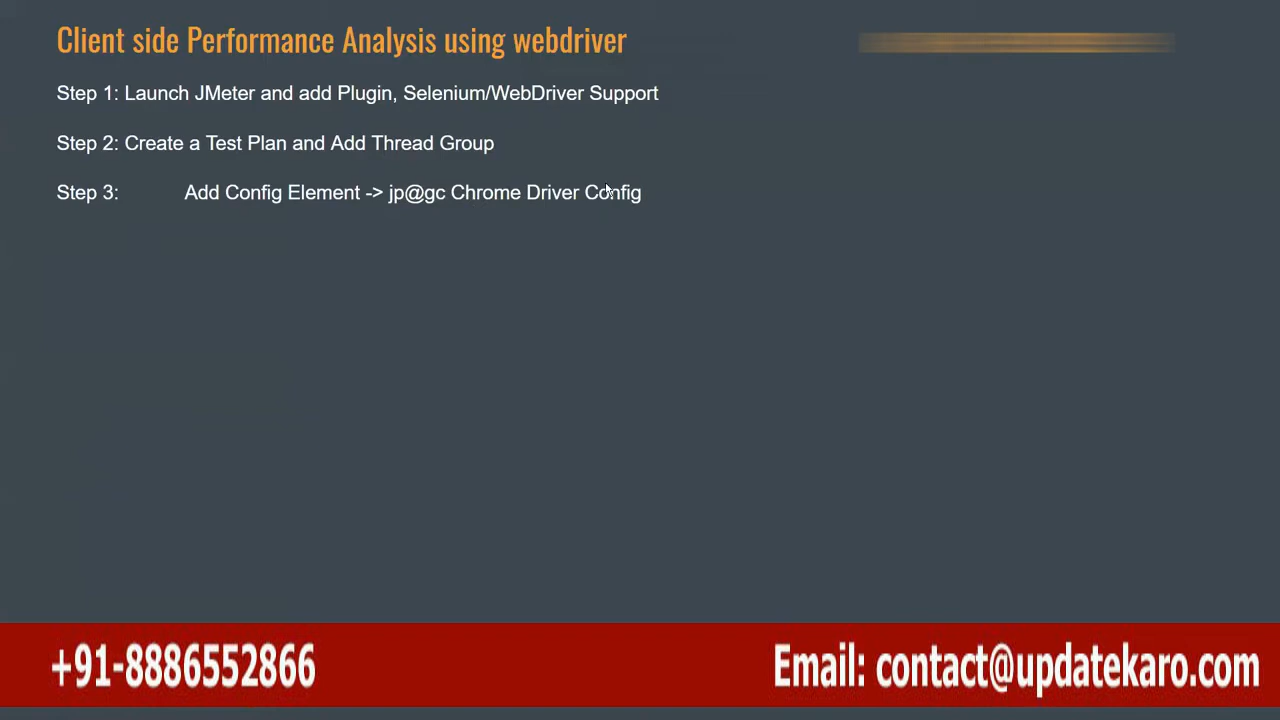 Client side Performance Analysis using webdriver
Step 1: Launch JMeter and add Plugin, Selenium/WebDriver Support
Step 2: Create a Test Plan and Add Thread Group
Step 3: Add Config Element -> jp@gc Chrome Driver Config
+91-8886552866
Email: contact@updatekaro.com